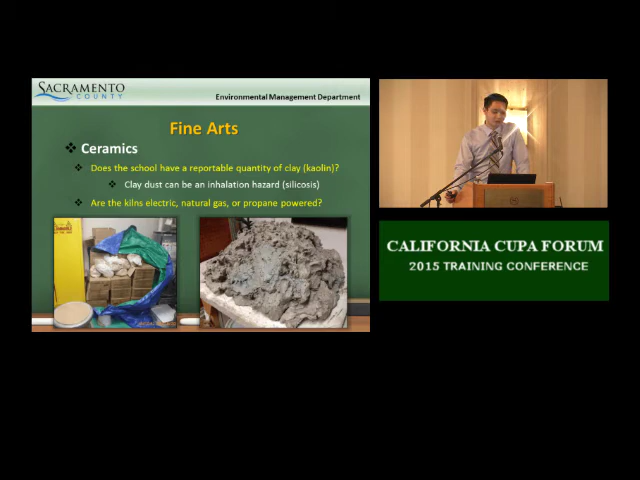 SACRAMENTO
COUNTY
Environmental Management Department
Fine Arts
Ceramics
Does the school have a reportable quantity of clay (kaolin)?
Clay dust can be an inhalation hazard (silicosis)
Are the kilns electric, natural gas, or propane powered?
CALIFORNIA CUPA FORUM
2015 TRAINING CONFERENCE